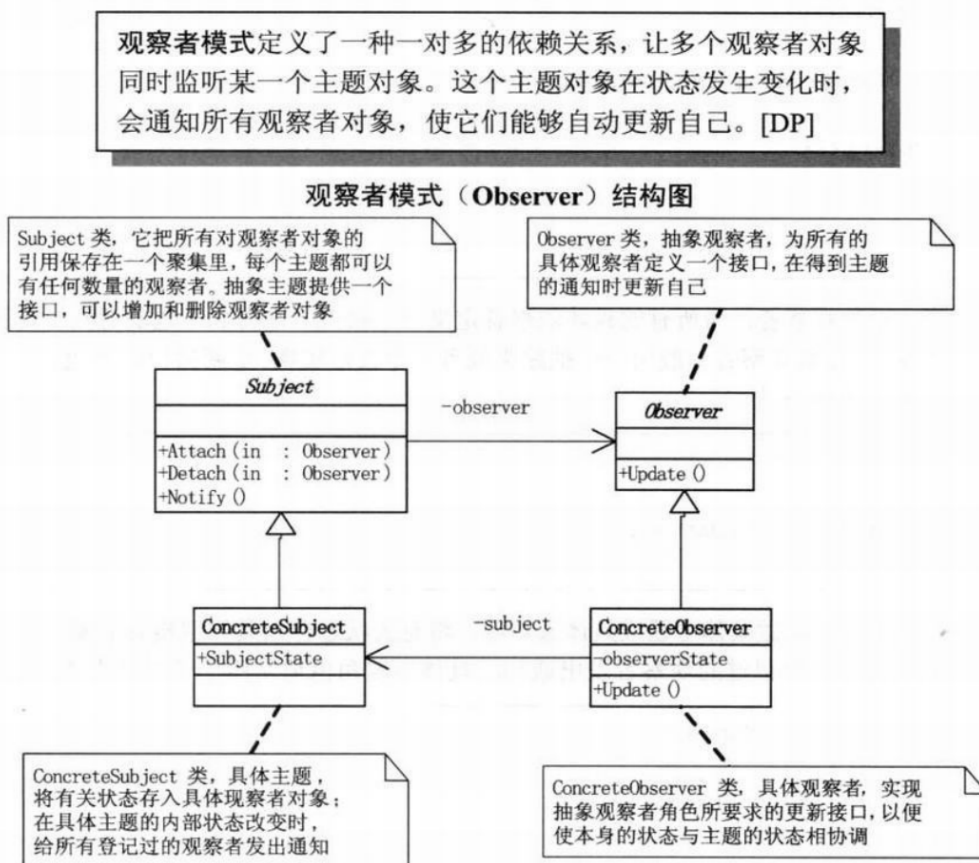 观察者模式定义了一种一对多的依赖关系，让多个观察者对象
同时监听某一个主题对象。这个主题对象在状态发生变化时，
会通知所有观察者对象，使它们能够自动更新自己。[DP]
观察者模式（Observer）结构图
Subject 类，它把所有对观察者对象的
引用保存在一个聚集里，每个主题都可以
有任何数量的观察者。抽象主题提供一个
接口，可以增加和删除观察者对象
Observer 类，抽象观察者，为所有的
具体观察者定义一个接口，在得到主题
的通知时更新自己
Subject
+Attach(in : Observer)
+Detach(in : Observer)
+Notify()
-observer
Observer
+Update()
ConcreteSubject
+SubjectState
-subject
ConcreteObserver
-observerState
+Update()
ConcreteSubject 类，具体主题，
将有关状态存入具体现察者对象；
在具体主题的内部状态改变时，
给所有登记过的观察者发出通知
ConcreteObserver 类，具体观察者，实现
抽象观察者角色所要求的更新接口，以便
使本身的状态与主题的状态相协调